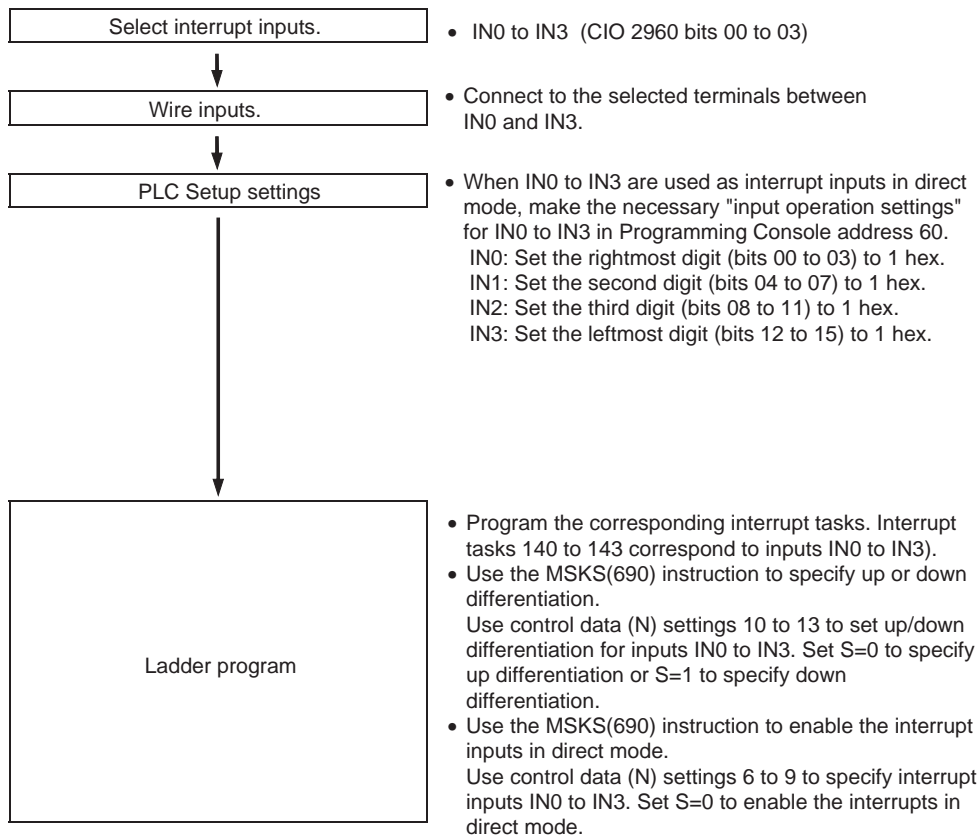 Select interrupt inputs.
• IN0 to IN3 (CIO 2960 bits 00 to 03)
Wire inputs.
• Connect to the selected terminals between
IN0 and IN3.
PLC Setup settings
• When IN0 to IN3 are used as interrupt inputs in direct
mode, make the necessary "input operation settings"
for IN0 to IN3 in Programming Console address 60.
IN0: Set the rightmost digit (bits 00 to 03) to 1 hex.
IN1: Set the second digit (bits 04 to 07) to 1 hex.
IN2: Set the third digit (bits 08 to 11) to 1 hex.
IN3: Set the leftmost digit (bits 12 to 15) to 1 hex.
Ladder program
• Program the corresponding interrupt tasks. Interrupt
tasks 140 to 143 correspond to inputs IN0 to IN3).
• Use the MSKS(690) instruction to specify up or down
differentiation.
Use control data (N) settings 10 to 13 to set up/down
differentiation for inputs IN0 to IN3. Set S=0 to specify
up differentiation or S=1 to specify down
differentiation.
• Use the MSKS(690) instruction to enable the interrupt
inputs in direct mode.
Use control data (N) settings 6 to 9 to specify interrupt
inputs IN0 to IN3. Set S=0 to enable the interrupts in
direct mode.